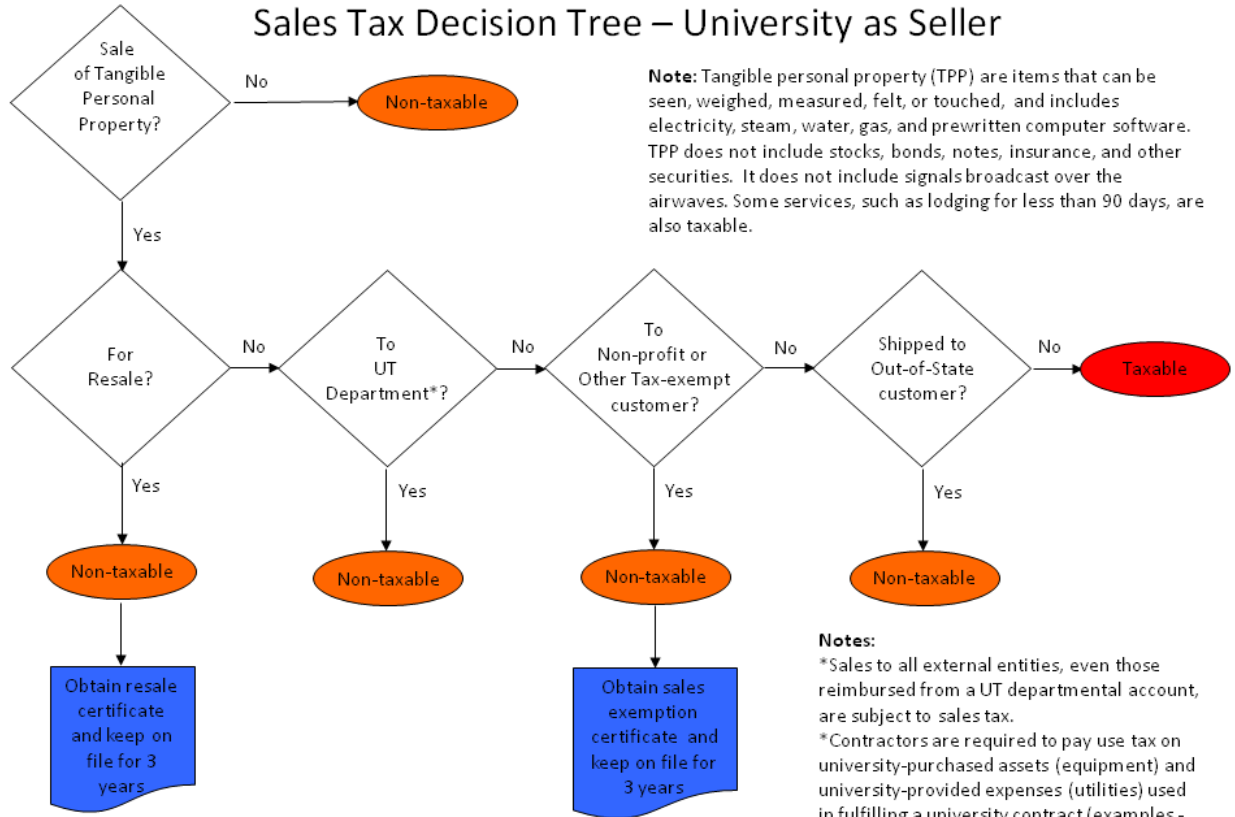 Sales Tax Decision Tree – University as Seller
Sale
of Tangible
Personal
Property?
No
Non-taxable
Note: Tangible personal property (TPP) are items that can be
seen, weighed, measured, felt, or touched, and includes
electricity, steam, water, gas, and prewritten computer software.
TPP does not include stocks, bonds, notes, insurance, and other
securities. It does not include signals broadcast over the
airwaves. Some services, such as lodging for less than 90 days, are
also taxable.
Yes
For
Resale?
No
To
UT
Department*?
No
To
Non-profit or
Other Tax-exempt
customer?
No
Shipped to
Out-of-State
customer?
No
Taxable
Yes
Yes
Yes
Yes
Non-taxable
Non-taxable
Non-taxable
Non-taxable
Obtain resale
certificate
and keep on
file for 3
years
Obtain sales
exemption
certificate and
keep on file for
3 years
Notes:
*Sales to all external entities, even those
reimbursed from a UT departmental account,
are subject to sales tax.
*Contractors are required to pay use tax on
university-purchased assets (equipment) and
university-provided expenses (utilities) used
in fulfilling a university contract (examples -